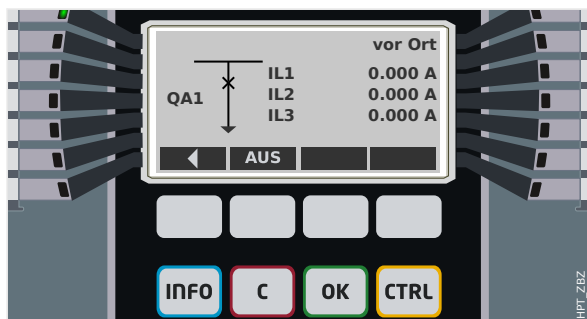 vor Ort
IL1 0.000 A
QA1 IL2 0.000 A
IL3 0.000 A
AUS
INFO C OK CTRL
HPT_ZBZ